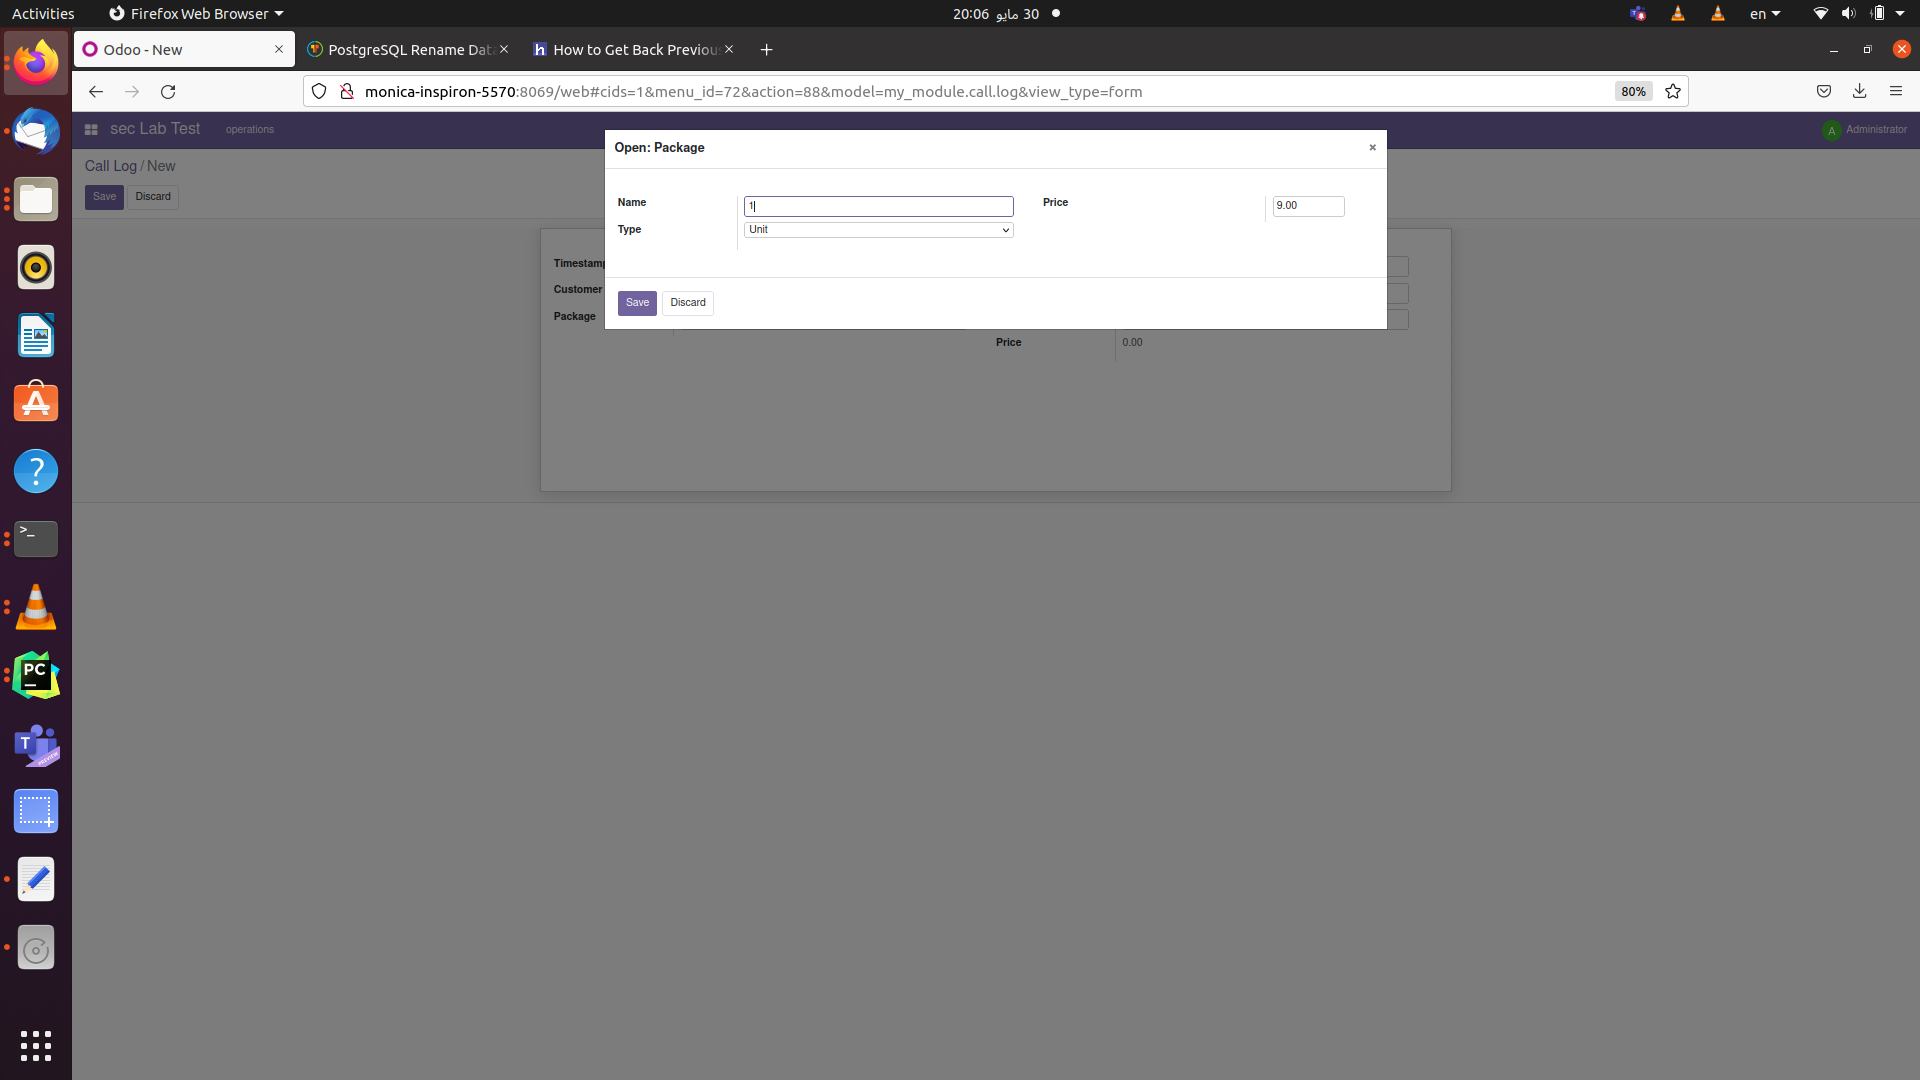 Activities
Firefox Web Browser
30 مايو 20:06
en
Odoo - New
PostgreSQL Rename Dat
How to Get Back Previou
monica-inspiron-5570:8069/web#cids=1&menu_id=72&action=88&model=my_module.call.log&view_type=form
80%
sec Lab Test
operations
A
Administrator
Call Log / New
Save
Discard
Open: Package
×
Name
1
Price
9.00
Type
Unit
Save
Discard
Timestamp
Customer
Package
Price
0.00
>_
PC
T
PREVIEW